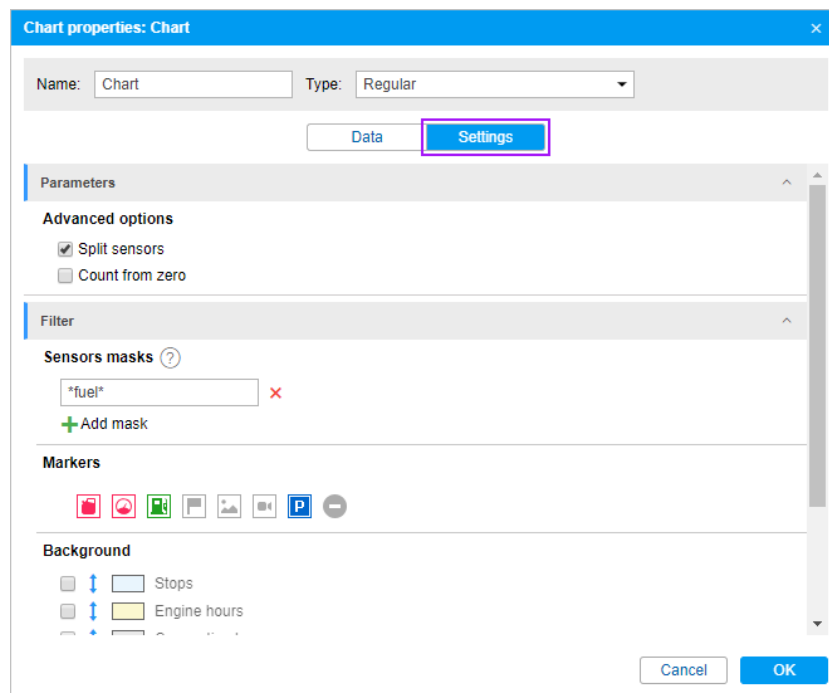 Chart properties: Chart
Name: Chart Type: Regular
Data Settings
Parameters
Advanced options
Split sensors
Count from zero
Filter
Sensors masks ?
*fuel*
Add mask
Markers
P
Background
Stops
Engine hours
Cancel OK